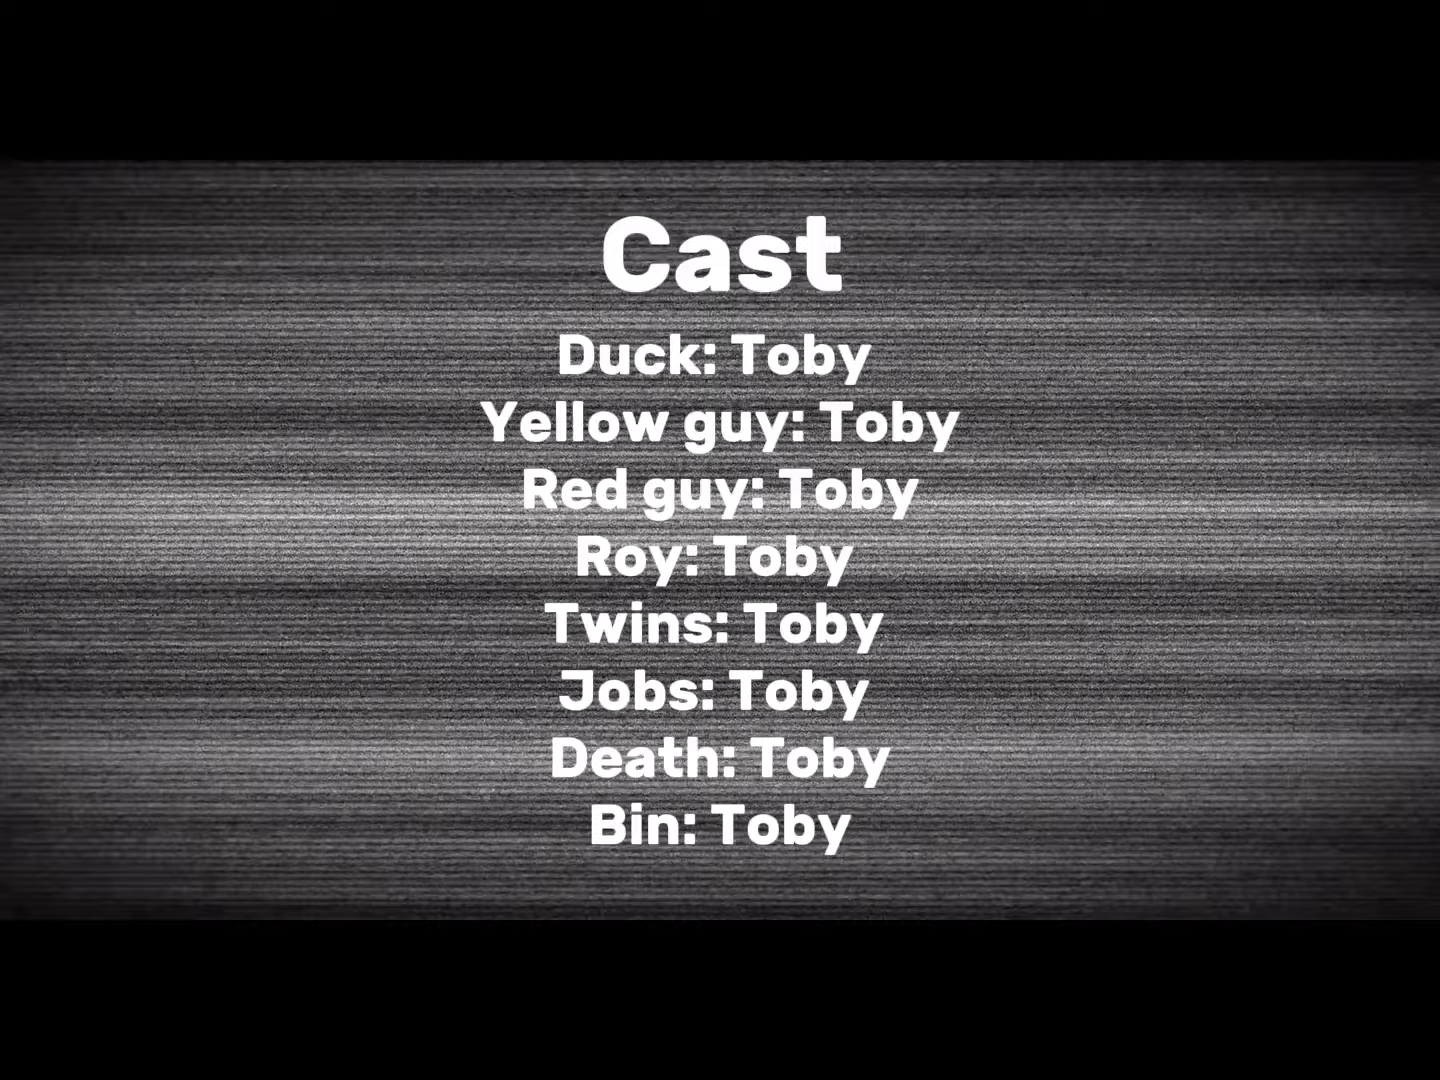 Cast
Duck: Toby
Yellow guy: Toby
Red guy: Toby
Roy: Toby
Twins: Toby
Jobs: Toby
Death: Toby
Bin: Toby